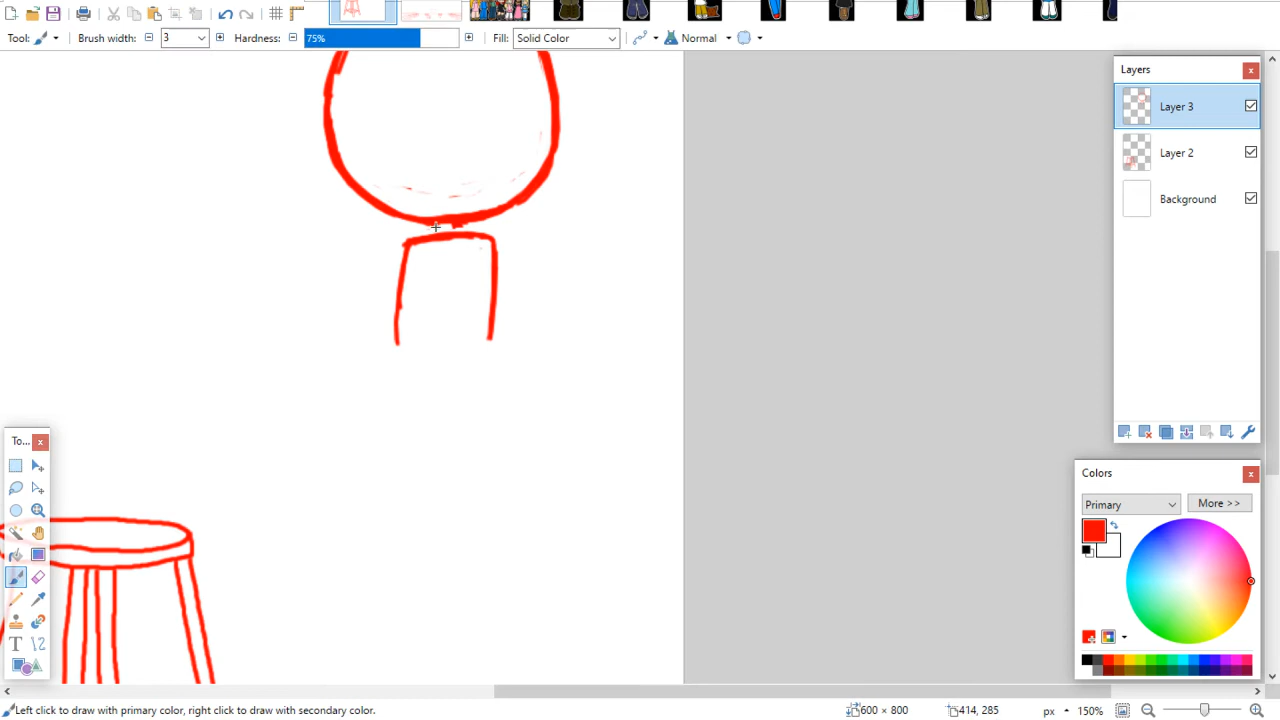 Tool:
Brush width:
3
Hardness:
75%
Fill:
Solid Color
Normal
Layers
Layer 3
Layer 2
Background
To...
Colors
Primary
More >>
Left click to draw with primary color, right click to draw with secondary color.
600 × 800
414, 285
px
150%